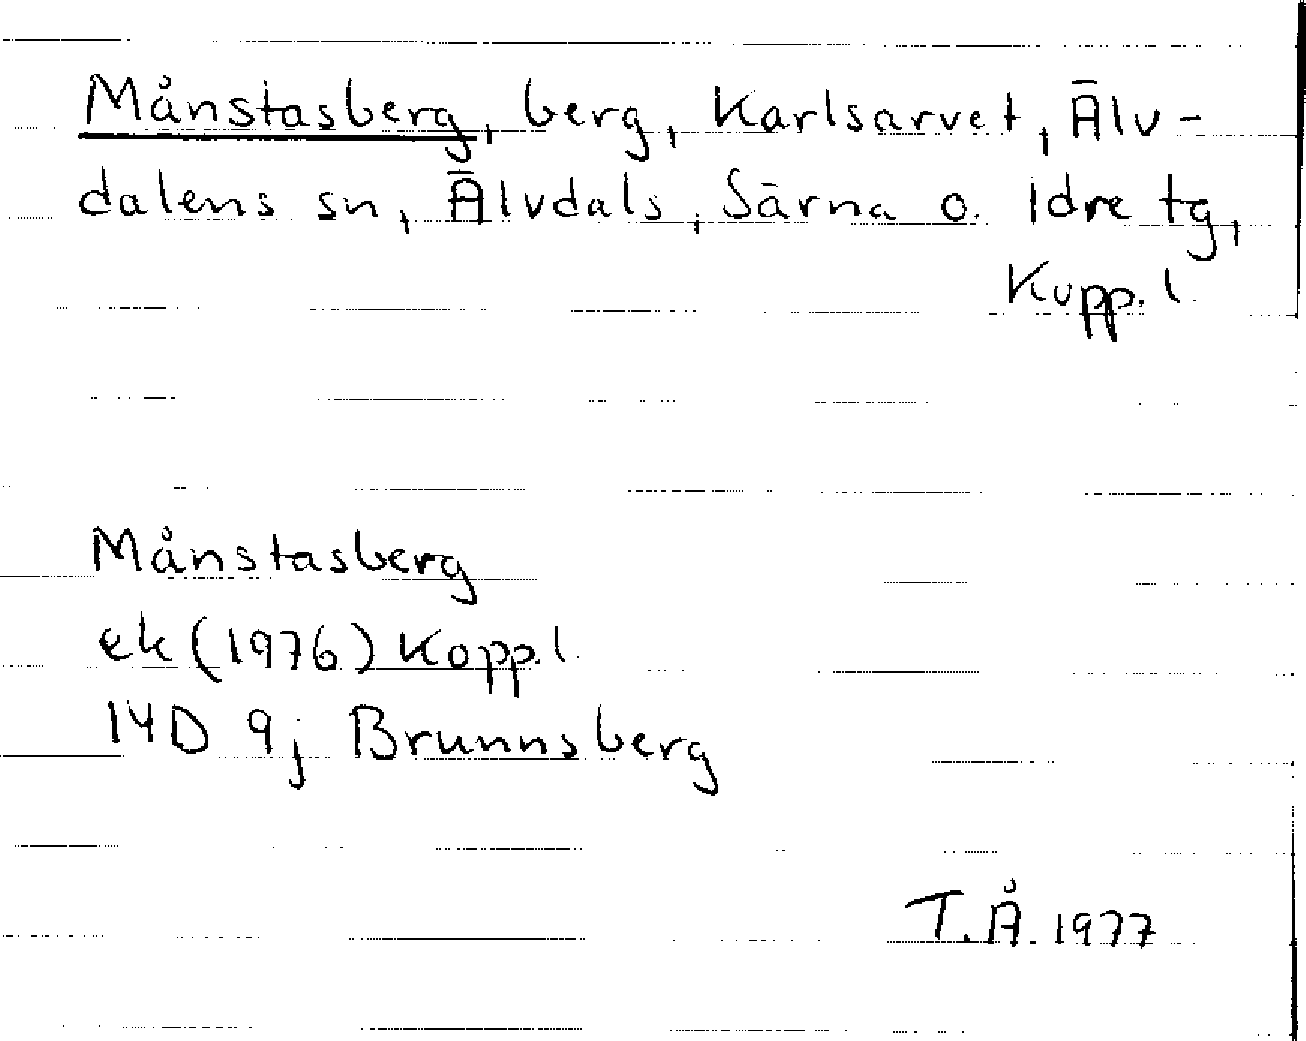 Månstasberg, berg, Karlsarvet, Älv-
dalens sn, Älvdals, Särna o. Idre tg,
Kopp. l.
Månstasberg
ek (1976) Kopp. l.
14D 9j Brunnsberg
T.Å. 1977